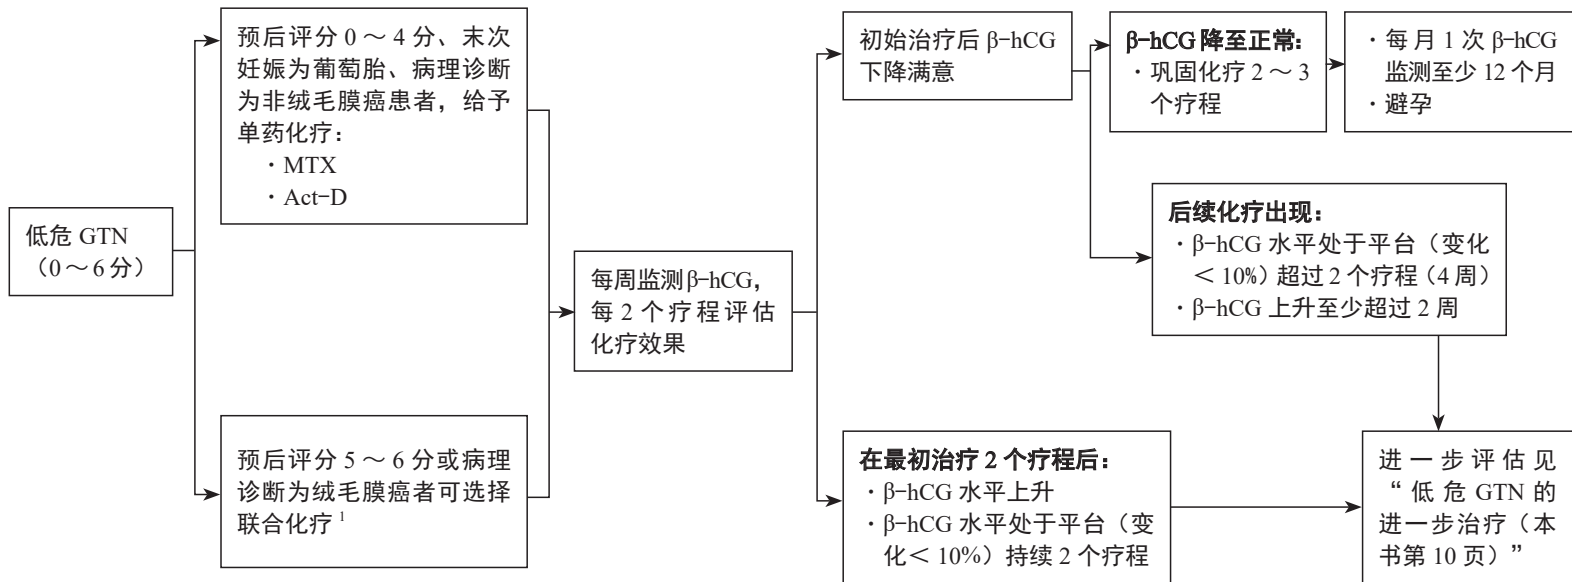 低危 GTN
（0～6 分）
预后评分 0～4 分、末次
妊娠为葡萄胎、病理诊断
为非绒毛膜癌患者，给予
单药化疗：
· MTX
· Act-D
预后评分 5～6 分或病理
诊断为绒毛膜癌者可选择
联合化疗 1
每周监测β-hCG，
每 2 个疗程评估
化疗效果
初始治疗后 β-hCG
下降满意
β-hCG 降至正常：
· 巩固化疗 2～3
个疗程
· 每月 1 次 β-hCG
监测至少 12 个月
· 避孕
后续化疗出现：
· β-hCG 水平处于平台（变化
＜10%）超过 2 个疗程（4 周）
· β-hCG 上升至少超过 2 周
在最初治疗 2 个疗程后：
· β-hCG 水平上升
· β-hCG 水平处于平台（变
化＜10%）持续 2 个疗程
进一步评估见
“低危 GTN 的
进一步治疗（本
书第 10 页）”